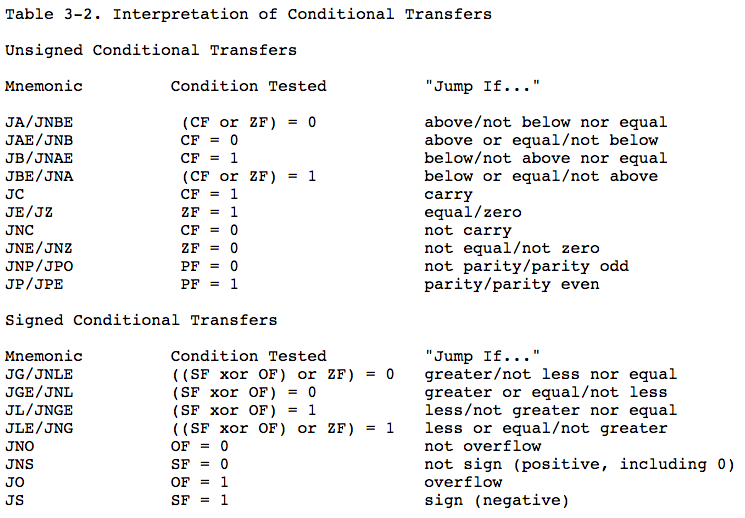 Table 3-2. Interpretation of Conditional Transfers
Unsigned Conditional Transfers
Mnemonic Condition Tested "Jump If..."
JA/JNBE (CF or ZF) = 0 above/not below nor equal
JAE/JNB CF = 0 above or equal/not below
JB/JNAE CF = 1 below/not above nor equal
JBE/JNA (CF or ZF) = 1 below or equal/not above
JC CF = 1 carry
JE/JZ ZF = 1 equal/zero
JNC CF = 0 not carry
JNE/JNZ ZF = 0 not equal/not zero
JNP/JPO PF = 0 not parity/parity odd
JP/JPE PF = 1 parity/parity even
Signed Conditional Transfers
Mnemonic Condition Tested "Jump If..."
JG/JNLE ((SF xor OF) or ZF) = 0 greater/not less nor equal
JGE/JNL (SF xor OF) = 0 greater or equal/not less
JL/JNGE (SF xor OF) = 1 less/not greater nor equal
JLE/JNG ((SF xor OF) or ZF) = 1 less or equal/not greater
JNO OF = 0 not overflow
JNS SF = 0 not sign (positive, including 0)
JO OF = 1 overflow
JS SF = 1 sign (negative)